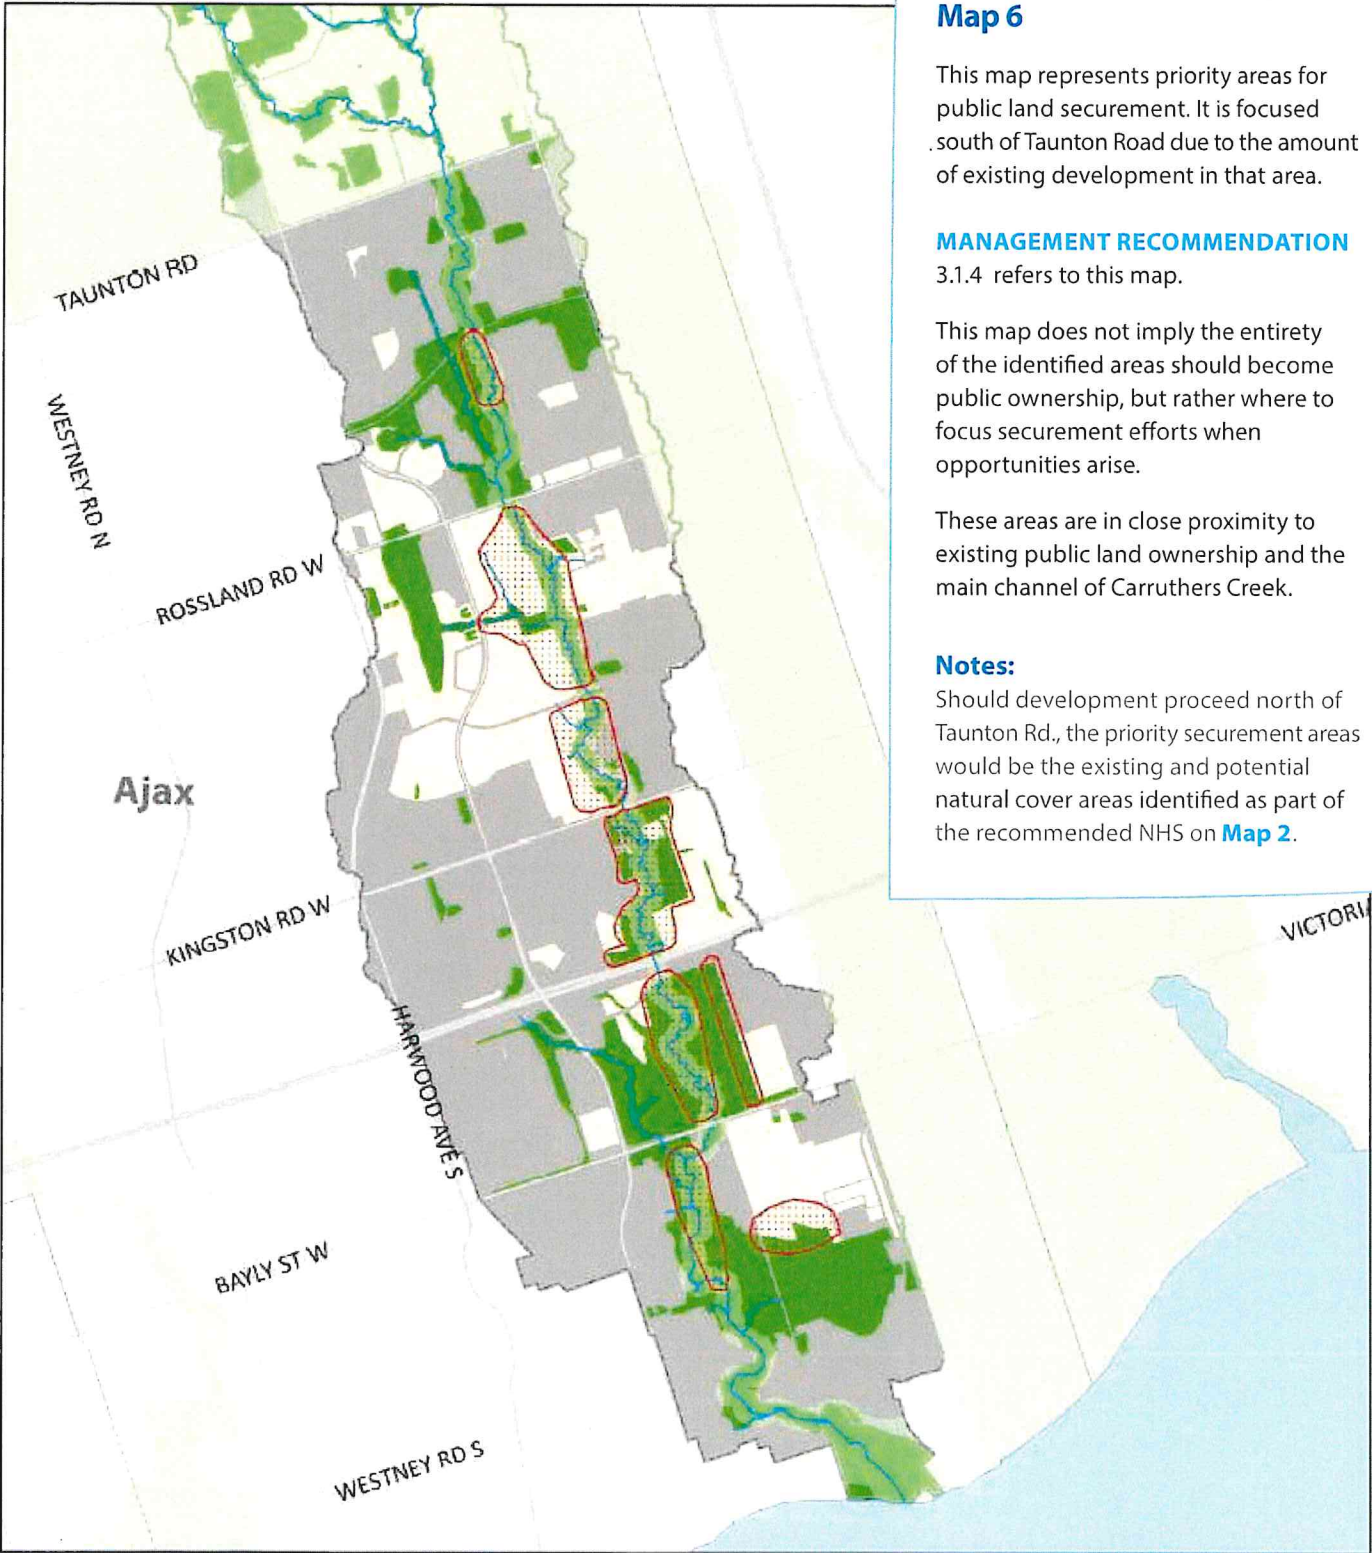 Map 6
This map represents priority areas for
public land securement. It is focused
south of Taunton Road due to the amount
of existing development in that area.
MANAGEMENT RECOMMENDATION
3.1.4 refers to this map.
This map does not imply the entirety
of the identified areas should become
public ownership, but rather where to
focus securement efforts when
opportunities arise.
These areas are in close proximity to
existing public land ownership and the
main channel of Carruthers Creek.
Notes:
Should development proceed north of
Taunton Rd., the priority securement areas
would be the existing and potential
natural cover areas identified as part of
the recommended NHS on Map 2.
TAUNTON RD
WESTNEY RD N
ROSSLAND RD W
Ajax
KINGSTON RD W
HARWOOD AVE S
BAYLY ST W
WESTNEY RD S
VICTORIA